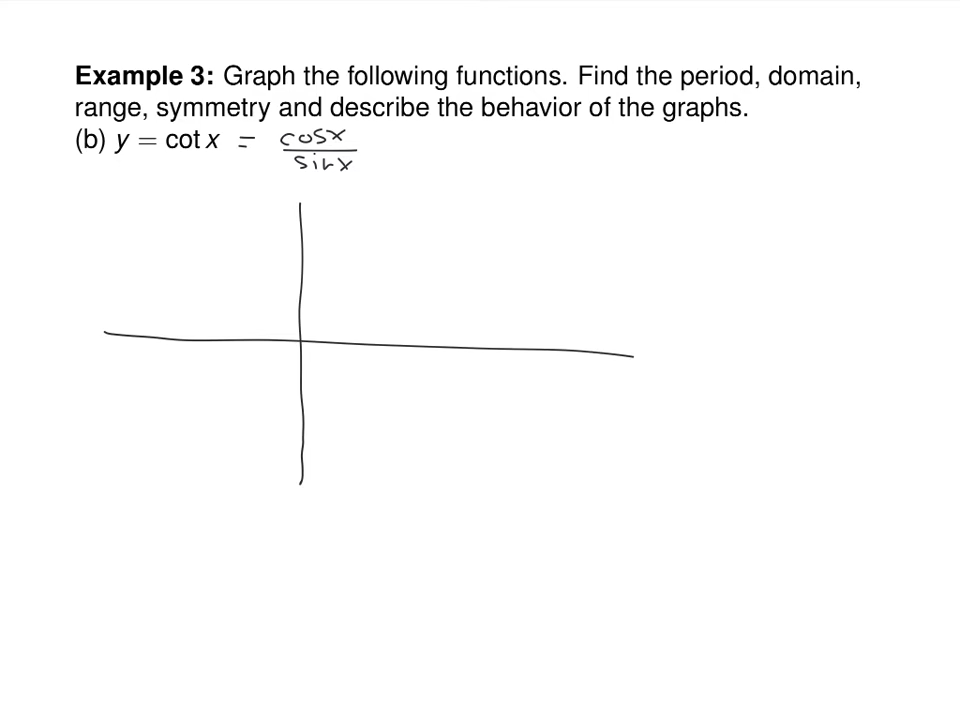 Example 3: Graph the following functions. Find the period, domain,
range, symmetry and describe the behavior of the graphs.
(b) y = cot x = cosx
sinx